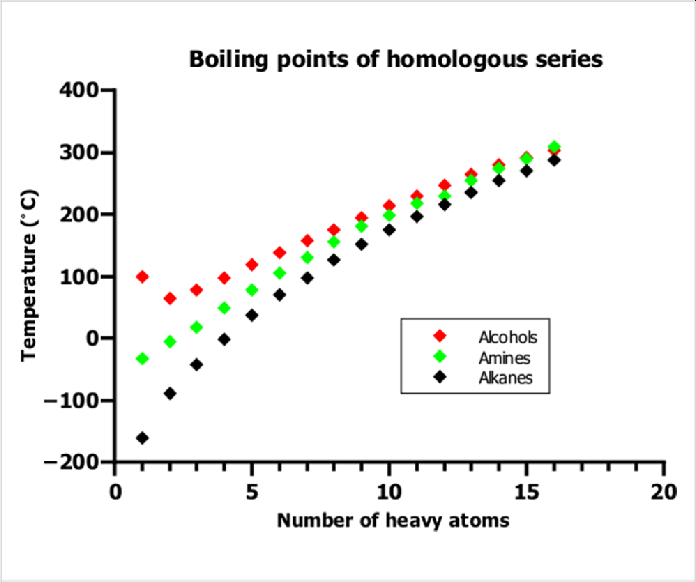 Boiling points of homologous series
400
300
200
100
0
−100
−200
Temperature (˚C)
Alcohols
Amines
Alkanes
0 5 10 15 20
Number of heavy atoms